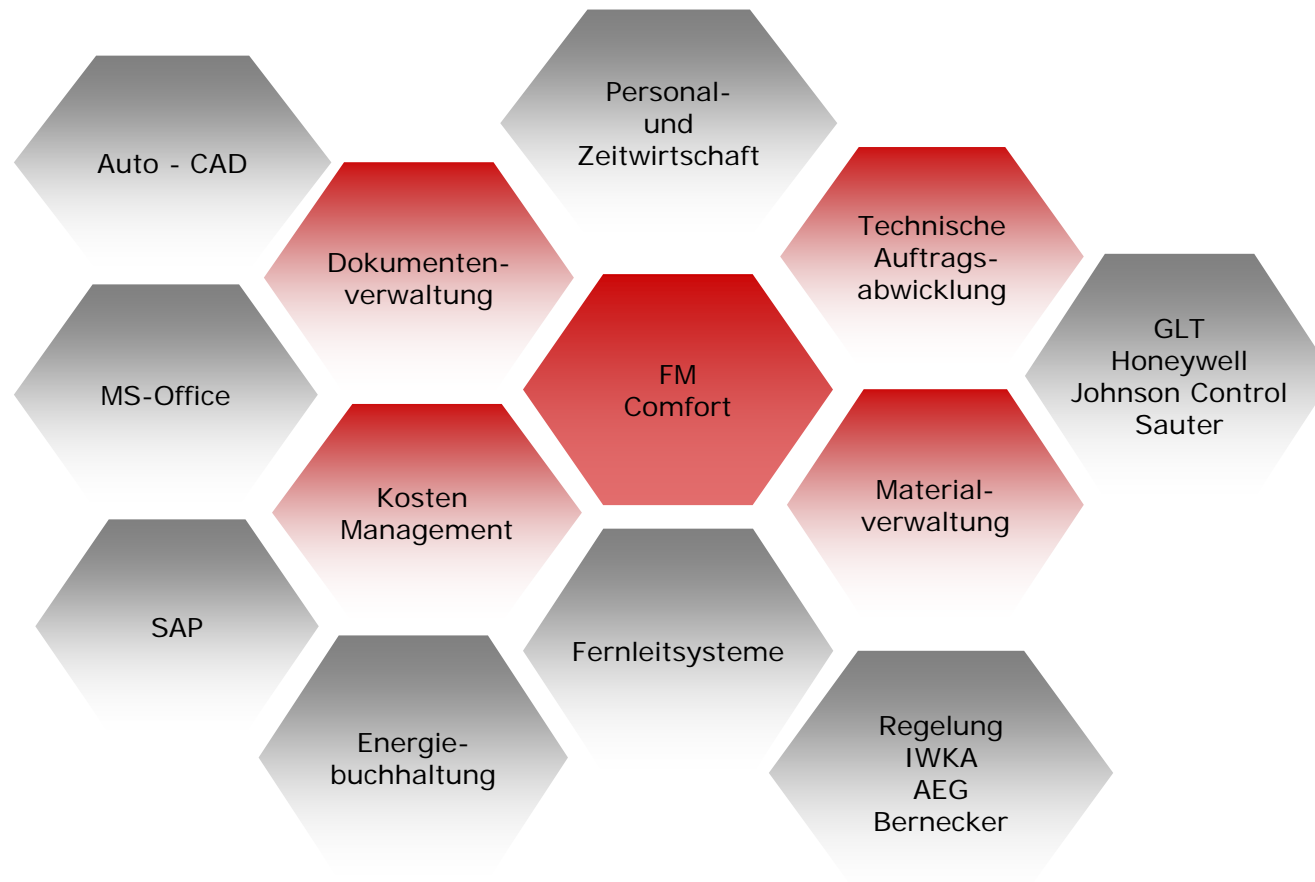 Personal-
und
Zeitwirtschaft
Auto - CAD
Technische
Auftrags-
abwicklung
Dokumenten-
verwaltung
GLT
Honeywell
Johnson Control
Sauter
FM
Comfort
MS-Office
Material-
verwaltung
Kosten
Management
SAP
Fernleitsysteme
Energie-
buchhaltung
Regelung
IWKA
AEG
Bernecker